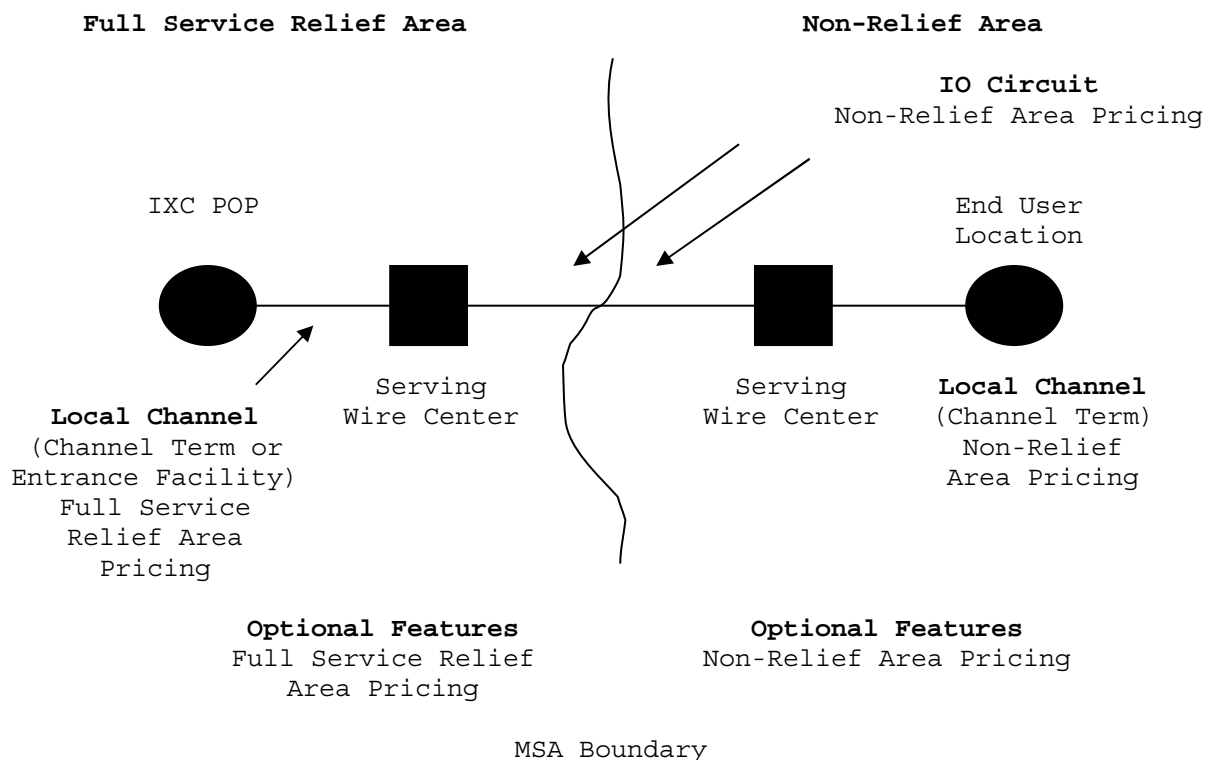 Full Service Relief Area
Non-Relief Area
IO Circuit
Non-Relief Area Pricing
IXC POP
End User
Location
Serving
Wire Center
Serving
Wire Center
Local Channel
(Channel Term or
Entrance Facility)
Full Service
Relief Area
Pricing
Local Channel
(Channel Term)
Non-Relief
Area Pricing
Optional Features
Full Service Relief
Area Pricing
Optional Features
Non-Relief Area Pricing
MSA Boundary